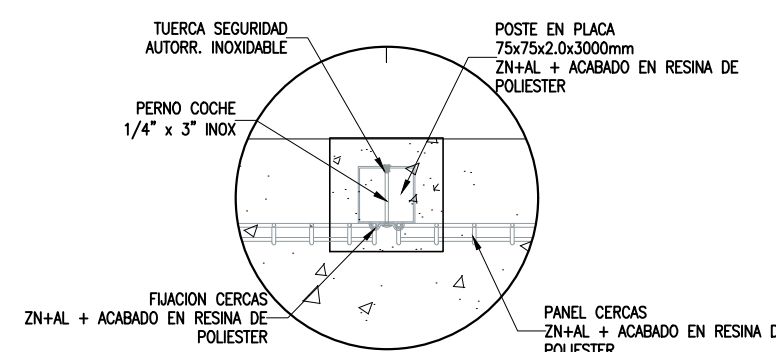 TUERCA SEGURIDAD
AUTORR. INOXIDABLE
POSTE EN PLACA
75x75x2.0x3000mm
ZN+AL + ACABADO EN RESINA DE
POLIESTER
PERNO COCHE
1/4" x 3" INOX
FIJACION CERCAS
ZN+AL + ACABADO EN RESINA DE
POLIESTER
PANEL CERCAS
ZN+AL + ACABADO EN RESINA
POLIESTER